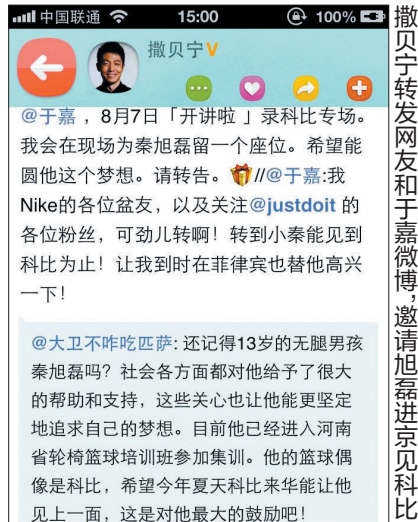 中国联通 15:00 100%
撒贝宁V
@于嘉 ，8月7日「开讲啦 」录科比专场。
我会在现场为秦旭磊留一个座位。希望能
圆他这个梦想。请转告。//@于嘉:我
Nike的各位盆友，以及关注@justdoit 的
各位粉丝，可劲儿转啊！转到小秦能见到
科比为止！让我到时在菲律宾也替他高兴
一下！
@大卫不咋吃匹萨: 还记得13岁的无腿男孩
秦旭磊吗？社会各方面都对他给予了很大
的帮助和支持，这些关心也让他能更坚定
地追求自己的梦想。目前他已经进入河南
省轮椅篮球培训班参加集训。他的篮球偶
像是科比，希望今年夏天科比来华能让他
见上一面，这是对他最大的鼓励吧！
撒贝宁转发网友和于嘉微博，邀请旭磊进京见科比